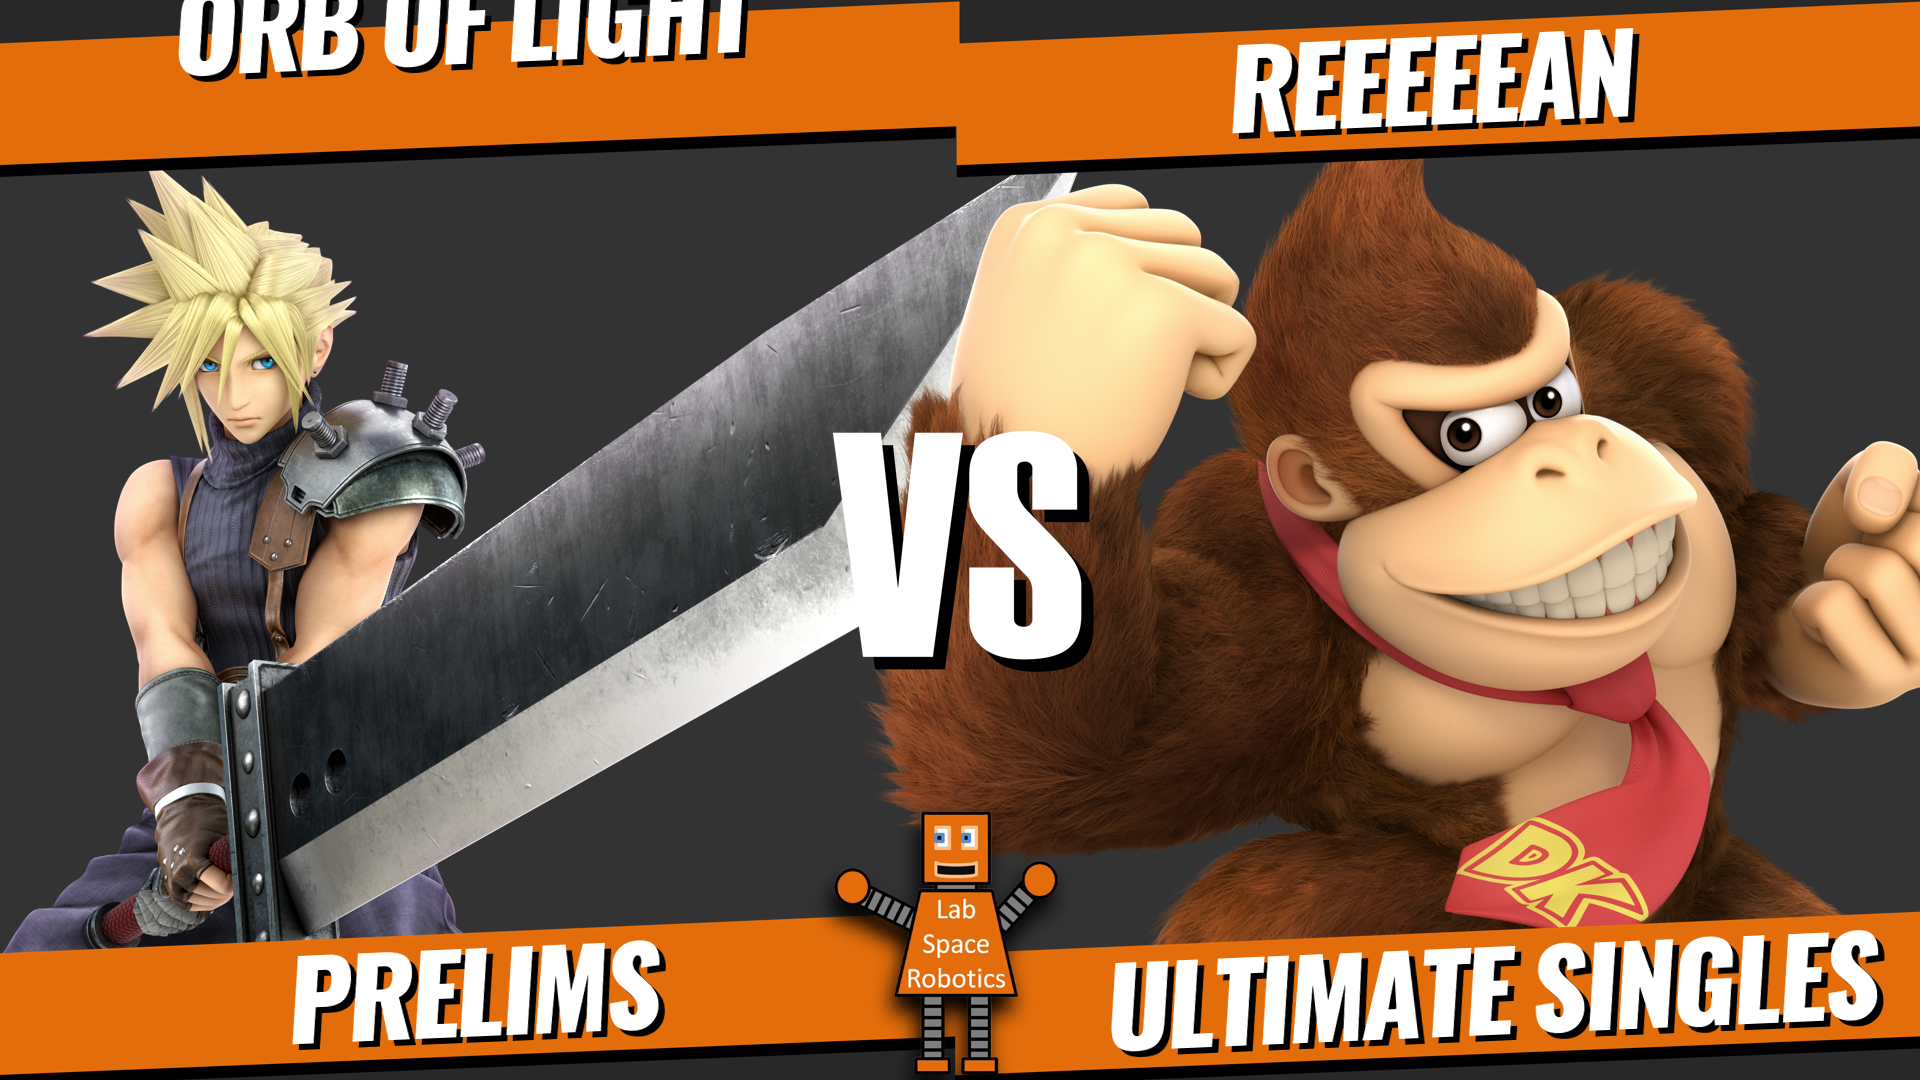 ORB OF LIGHT
REEEEEAN
VS
DK
Lab
Space
Robotics
PRELIMS
ULTIMATE SINGLES